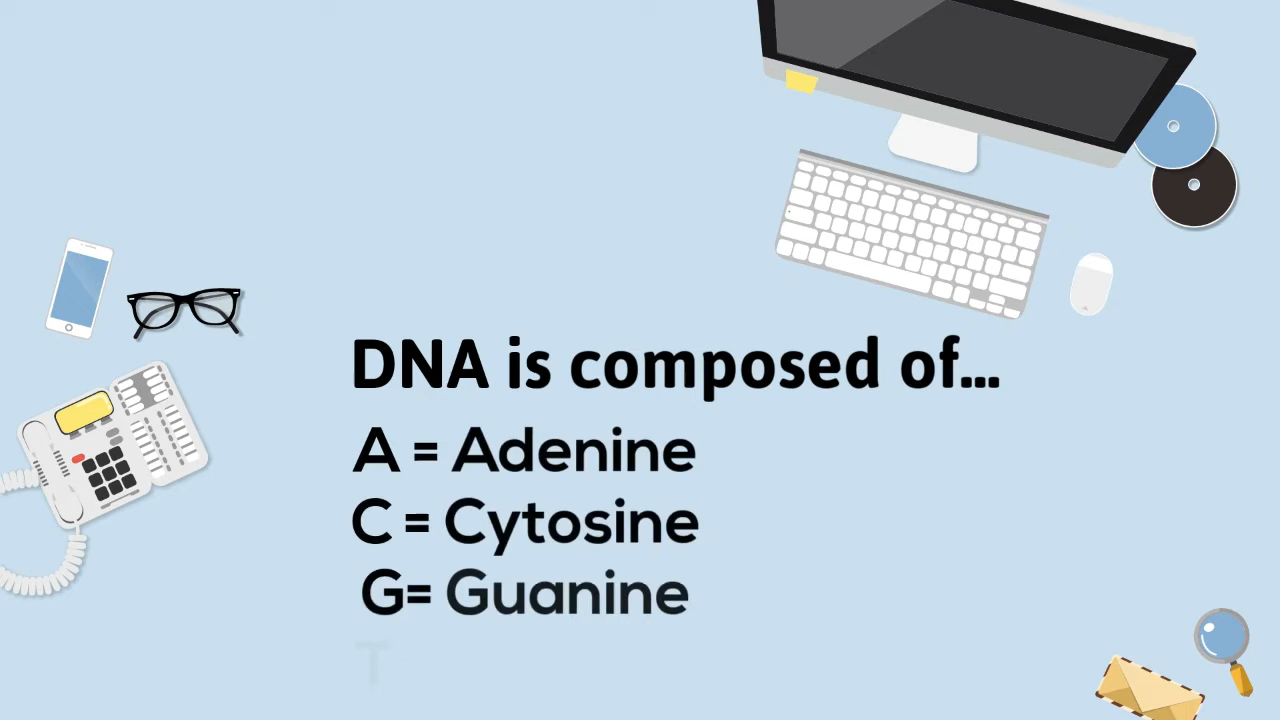 DNA is composed of...
A = Adenine
C = Cytosine
G= Guanine
T